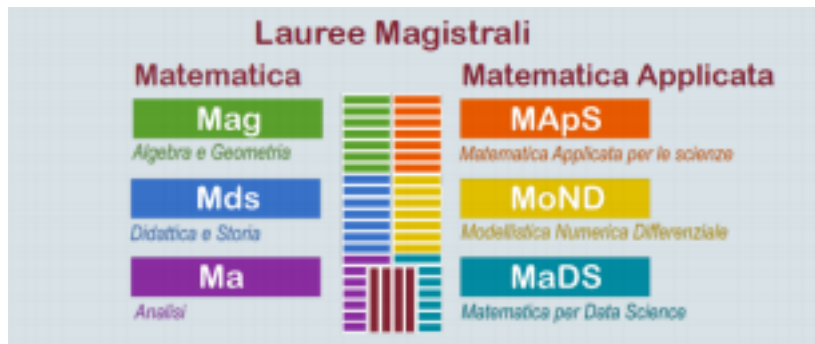 Lauree Magistrali
Matematica
Mag
Algebra e Geometria
Mds
Didattica e Storia
Ma
Analisi
Matematica Applicata
MApS
Matematica Applicata per le scienze
MoND
Modellistica Numerica Differenziale
MaDS
Matematica per Data Science